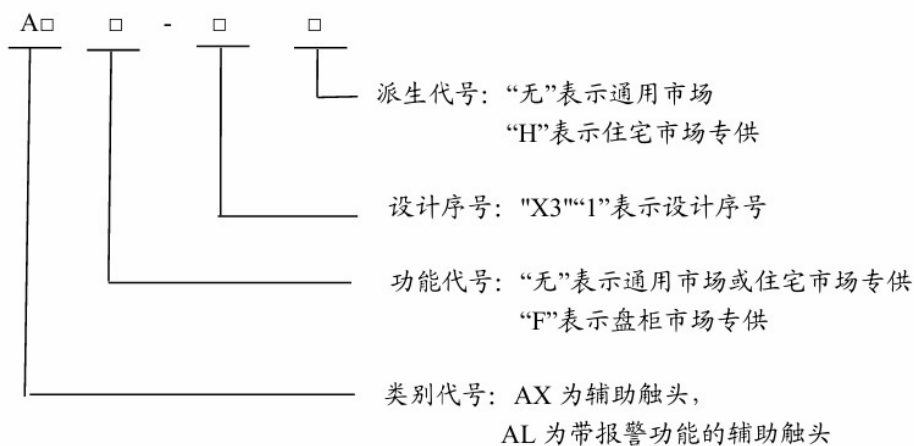 A□ □ - □ □
派生代号：“无”表示通用市场
“H”表示住宅市场专供
设计序号："X3"“1”表示设计序号
功能代号：“无”表示通用市场或住宅市场专供
“F”表示盘柜市场专供
类别代号：AX 为辅助触头，
AL 为带报警功能的辅助触头